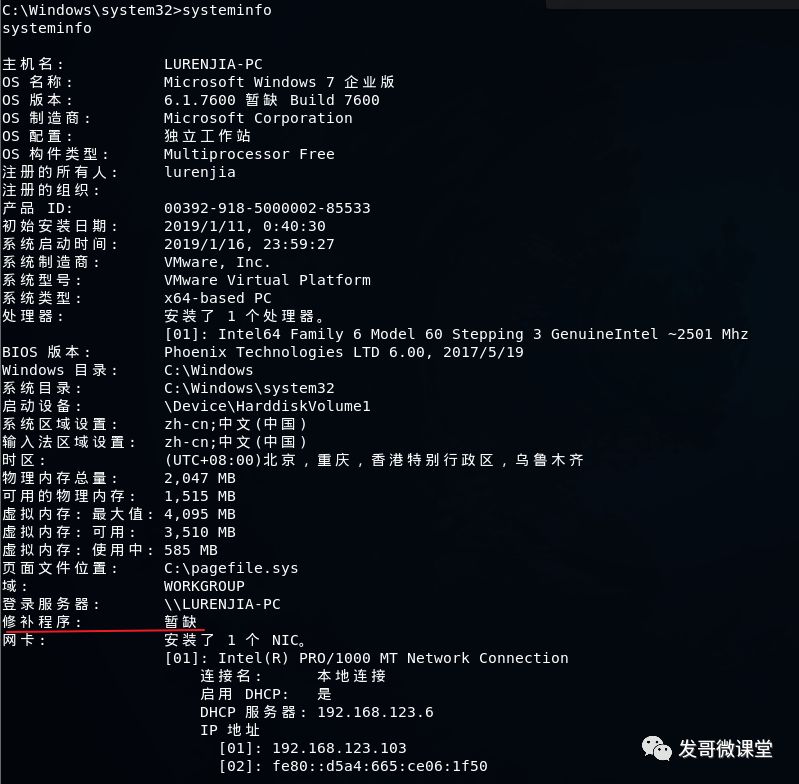 C:\Windows\system32>systeminfo
systeminfo
主机名: LURENJIA-PC
OS 名称: Microsoft Windows 7 企业版
OS 版本: 6.1.7600 暂缺 Build 7600
OS 制造商: Microsoft Corporation
OS 配置: 独立工作站
OS 构件类型: Multiprocessor Free
注册的所有人: lurenjia
注册的组织:
产品 ID: 00392-918-5000002-85533
初始安装日期: 2019/1/11, 0:40:30
系统启动时间: 2019/1/16, 23:59:27
系统制造商: VMware, Inc.
系统型号: VMware Virtual Platform
系统类型: x64-based PC
处理器: 安装了 1 个处理器。
[01]: Intel64 Family 6 Model 60 Stepping 3 GenuineIntel ~2501 Mhz
BIOS 版本: Phoenix Technologies LTD 6.00, 2017/5/19
Windows 目录: C:\Windows
系统目录: C:\Windows\system32
启动设备: \Device\HarddiskVolume1
系统区域设置: zh-cn;中文(中国)
输入法区域设置: zh-cn;中文(中国)
时区: (UTC+08:00)北京，重庆，香港特别行政区，乌鲁木齐
物理内存总量: 2,047 MB
可用的物理内存: 1,515 MB
虚拟内存: 最大值: 4,095 MB
虚拟内存: 可用: 3,510 MB
虚拟内存: 使用中: 585 MB
页面文件位置: C:\pagefile.sys
域: WORKGROUP
登录服务器: \\LURENJIA-PC
修补程序: 暂缺
网卡: 安装了 1 个 NIC。
[01]: Intel(R) PRO/1000 MT Network Connection
连接名: 本地连接
启用 DHCP: 是
DHCP 服务器: 192.168.123.6
IP 地址
[01]: 192.168.123.103
[02]: fe80::d5a4:665:ce06:1f50
发哥微课堂